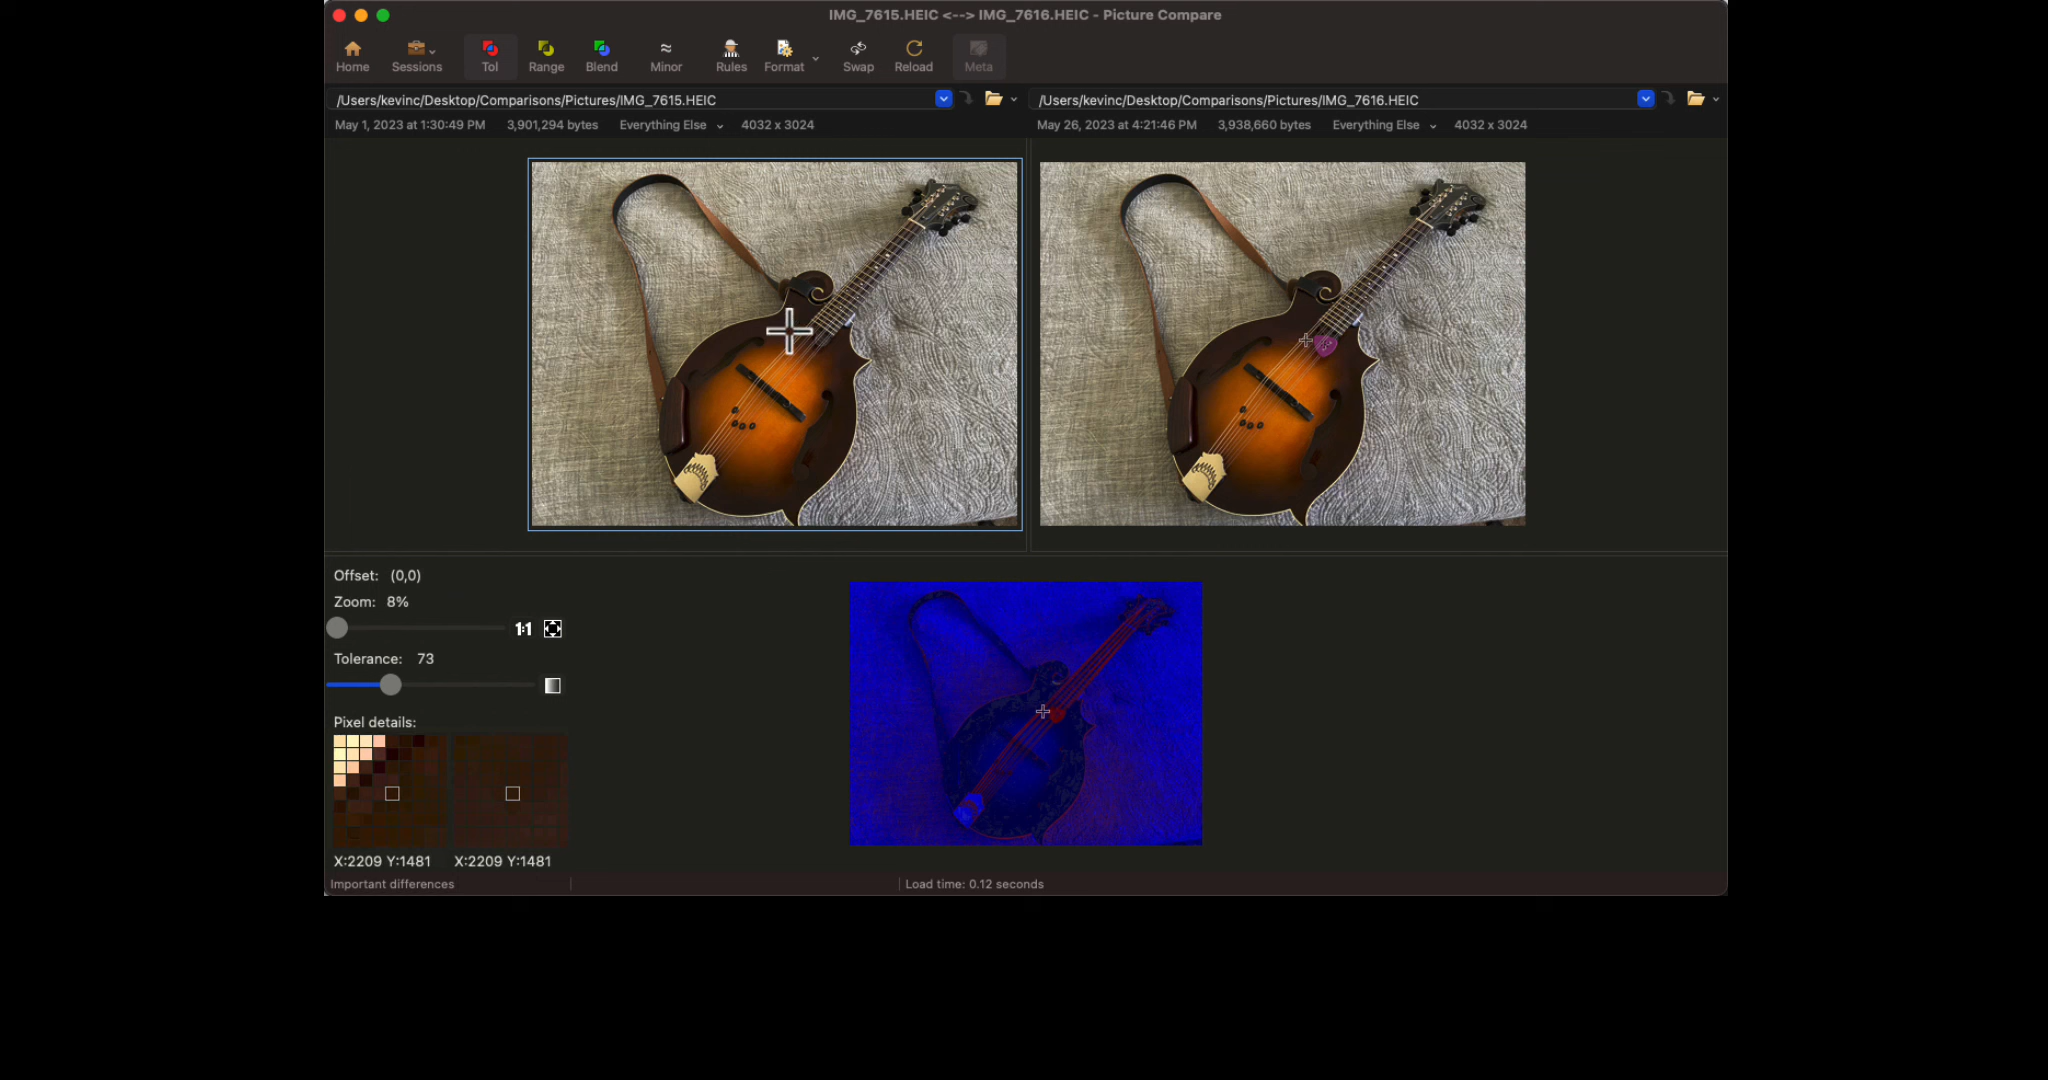 IMG_7615.HEIC <--> IMG_7616.HEIC - Picture Compare
Home Sessions Tol Range Blend Minor Rules Format Swap Reload Meta
/Users/kevinc/Desktop/Comparisons/Pictures/IMG_7615.HEIC
May 1, 2023 at 1:30:49 PM 3,901,294 bytes Everything Else 4032 x 3024
/Users/kevinc/Desktop/Comparisons/Pictures/IMG_7616.HEIC
May 26, 2023 at 4:21:46 PM 3,938,660 bytes Everything Else 4032 x 3024
Offset: (0,0)
Zoom: 8%
1:1
Tolerance: 73
Pixel details:
X:2209 Y:1481 X:2209 Y:1481
Important differences Load time: 0.12 seconds